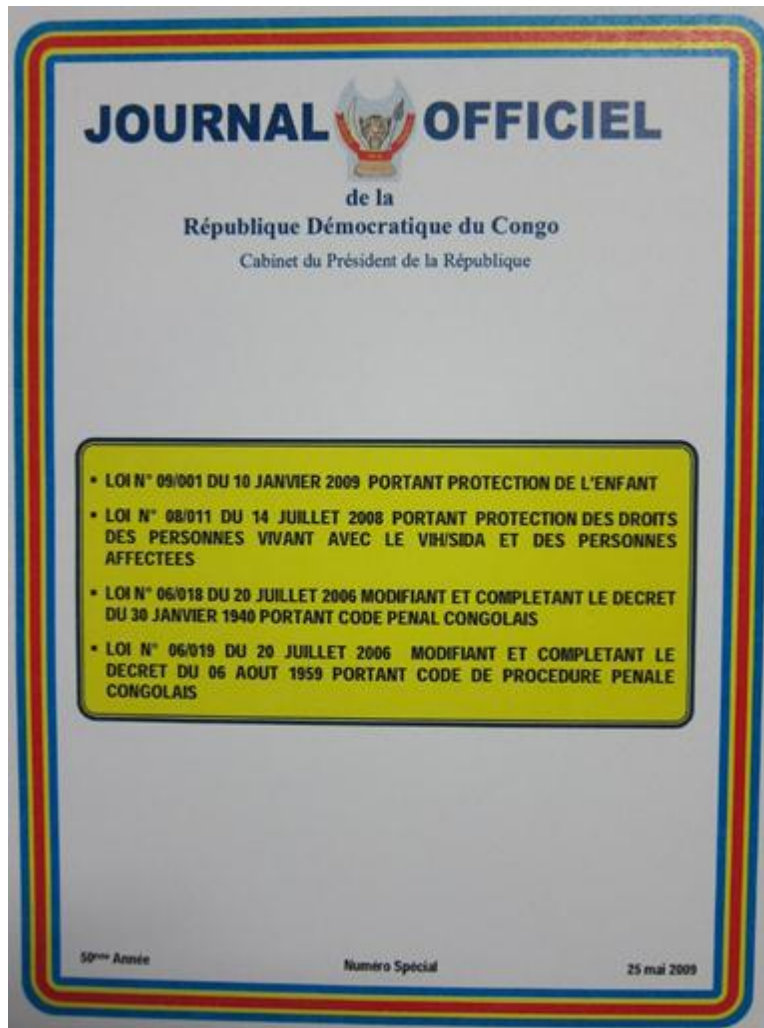 JOURNAL OFFICIEL
de la
République Démocratique du Congo
Cabinet du Président de la République
• LOI N° 09/001 DU 10 JANVIER 2009 PORTANT PROTECTION DE L'ENFANT
• LOI N° 08/011 DU 14 JUILLET 2008 PORTANT PROTECTION DES DROITS
DES PERSONNES VIVANT AVEC LE VIH/SIDA ET DES PERSONNES
AFFECTEES
• LOI N° 06/018 DU 20 JUILLET 2006 MODIFIANT ET COMPLETANT LE DECRET
DU 30 JANVIER 1940 PORTANT CODE PENAL CONGOLAIS
• LOI N° 06/019 DU 20 JUILLET 2006 MODIFIANT ET COMPLETANT LE
DECRET DU 06 AOUT 1959 PORTANT CODE DE PROCEDURE PENALE
CONGOLAIS
50ème Année Numéro Spécial 25 mai 2009